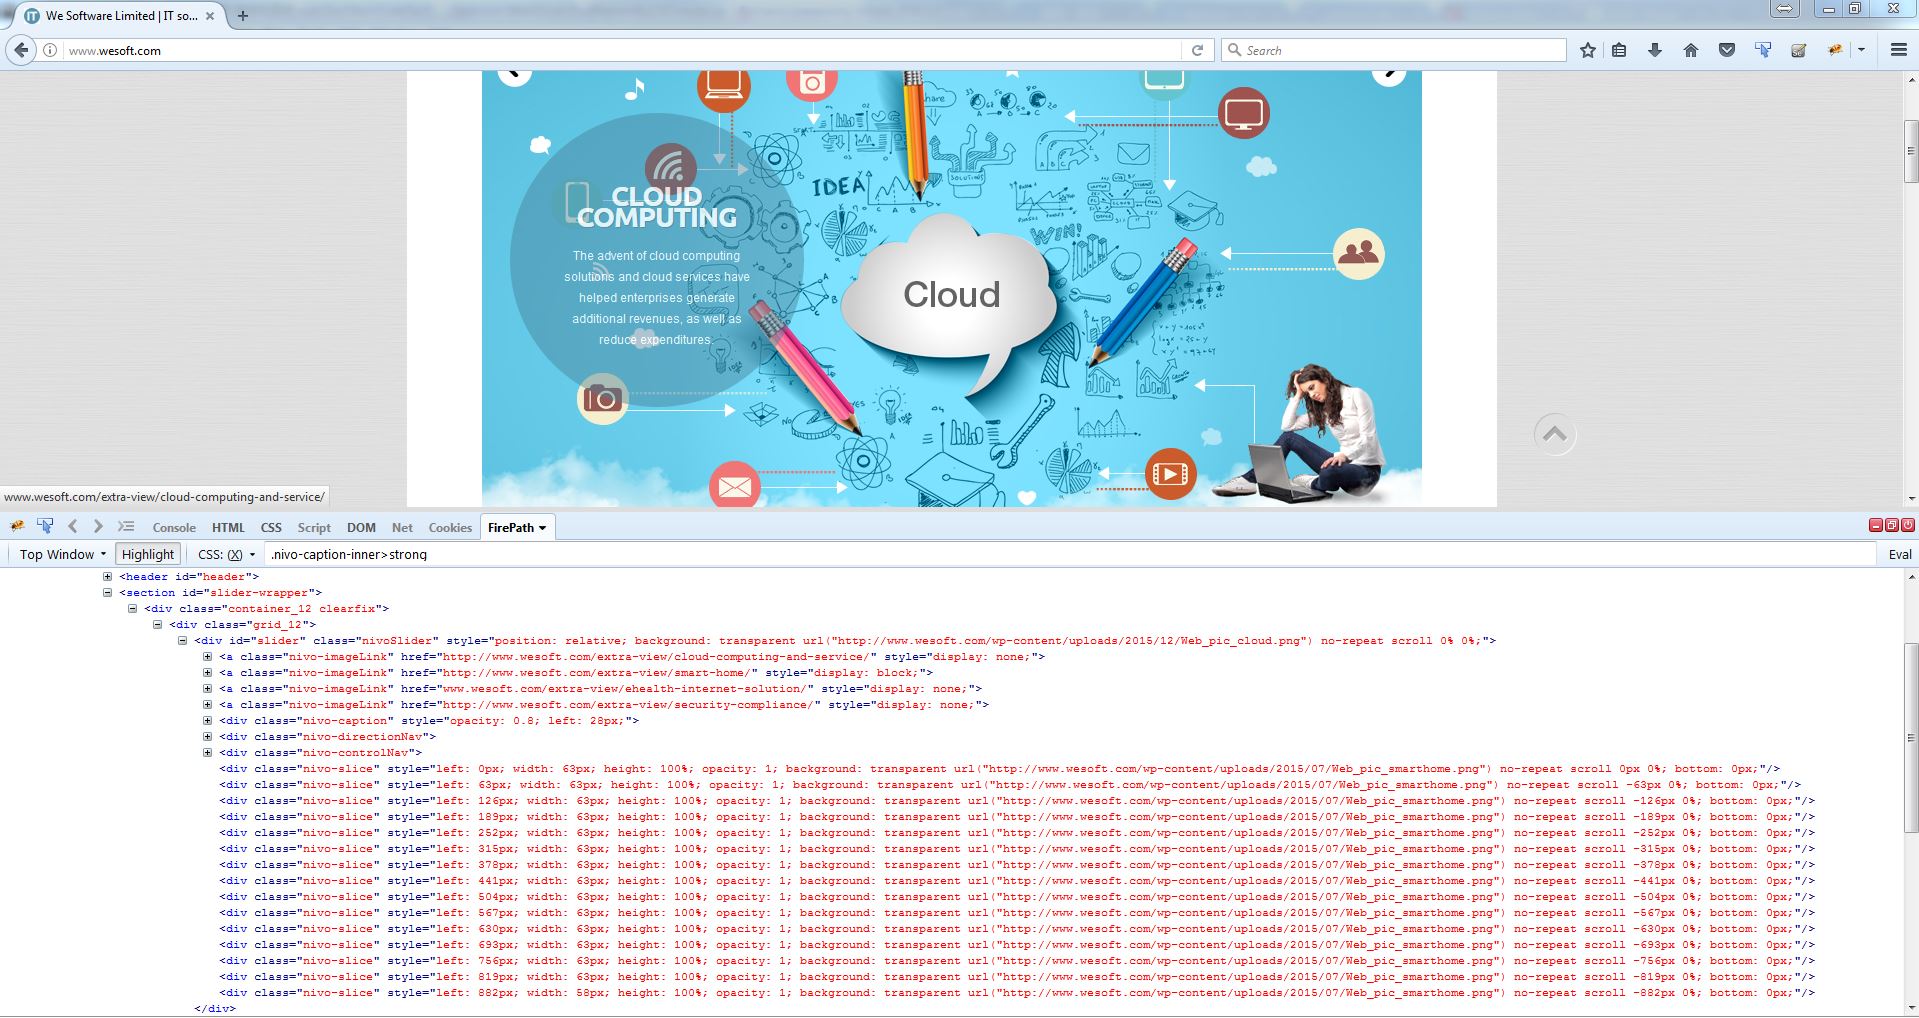 We Software Limited | IT so...
www.wesoft.com
Search
share
IDEA
SOLUTIONS
WIN!
CLOUD
COMPUTING
The advent of cloud computing
solutions and cloud services have
helped enterprises generate
additional revenues, as well as
reduce expenditures.
Cloud
www.wesoft.com/extra-view/cloud-computing-and-service/
Console HTML CSS Script DOM Net Cookies FirePath
Top Window Highlight CSS: (X) .nivo-caption-inner>strong Eval
<header id="header">
<section id="slider-wrapper">
<div class="container_12 clearfix">
<div class="grid_12">
<div id="slider" class="nivoSlider" style="position: relative; background: transparent url("http://www.wesoft.com/wp-content/uploads/2015/12/Web_pic_cloud.png") no-repeat scroll 0% 0%;">
<a class="nivo-imageLink" href="http://www.wesoft.com/extra-view/cloud-computing-and-service/" style="display: none;">
<a class="nivo-imageLink" href="http://www.wesoft.com/extra-view/smart-home/" style="display: block;">
<a class="nivo-imageLink" href="www.wesoft.com/extra-view/ehealth-internet-solution/" style="display: none;">
<a class="nivo-imageLink" href="http://www.wesoft.com/extra-view/security-compliance/" style="display: none;">
<div class="nivo-caption" style="opacity: 0.8; left: 28px;">
<div class="nivo-directionNav">
<div class="nivo-controlNav">
<div class="nivo-slice" style="left: 0px; width: 63px; height: 100%; opacity: 1; background: transparent url("http://www.wesoft.com/wp-content/uploads/2015/07/Web_pic_smarthome.png") no-repeat scroll 0px 0%; bottom: 0px;"/>
<div class="nivo-slice" style="left: 63px; width: 63px; height: 100%; opacity: 1; background: transparent url("http://www.wesoft.com/wp-content/uploads/2015/07/Web_pic_smarthome.png") no-repeat scroll -63px 0%; bottom: 0px;"/>
<div class="nivo-slice" style="left: 126px; width: 63px; height: 100%; opacity: 1; background: transparent url("http://www.wesoft.com/wp-content/uploads/2015/07/Web_pic_smarthome.png") no-repeat scroll -126px 0%; bottom: 0px;"/>
<div class="nivo-slice" style="left: 189px; width: 63px; height: 100%; opacity: 1; background: transparent url("http://www.wesoft.com/wp-content/uploads/2015/07/Web_pic_smarthome.png") no-repeat scroll -189px 0%; bottom: 0px;"/>
<div class="nivo-slice" style="left: 252px; width: 63px; height: 100%; opacity: 1; background: transparent url("http://www.wesoft.com/wp-content/uploads/2015/07/Web_pic_smarthome.png") no-repeat scroll -252px 0%; bottom: 0px;"/>
<div class="nivo-slice" style="left: 315px; width: 63px; height: 100%; opacity: 1; background: transparent url("http://www.wesoft.com/wp-content/uploads/2015/07/Web_pic_smarthome.png") no-repeat scroll -315px 0%; bottom: 0px;"/>
<div class="nivo-slice" style="left: 378px; width: 63px; height: 100%; opacity: 1; background: transparent url("http://www.wesoft.com/wp-content/uploads/2015/07/Web_pic_smarthome.png") no-repeat scroll -378px 0%; bottom: 0px;"/>
<div class="nivo-slice" style="left: 441px; width: 63px; height: 100%; opacity: 1; background: transparent url("http://www.wesoft.com/wp-content/uploads/2015/07/Web_pic_smarthome.png") no-repeat scroll -441px 0%; bottom: 0px;"/>
<div class="nivo-slice" style="left: 504px; width: 63px; height: 100%; opacity: 1; background: transparent url("http://www.wesoft.com/wp-content/uploads/2015/07/Web_pic_smarthome.png") no-repeat scroll -504px 0%; bottom: 0px;"/>
<div class="nivo-slice" style="left: 567px; width: 63px; height: 100%; opacity: 1; background: transparent url("http://www.wesoft.com/wp-content/uploads/2015/07/Web_pic_smarthome.png") no-repeat scroll -567px 0%; bottom: 0px;"/>
<div class="nivo-slice" style="left: 630px; width: 63px; height: 100%; opacity: 1; background: transparent url("http://www.wesoft.com/wp-content/uploads/2015/07/Web_pic_smarthome.png") no-repeat scroll -630px 0%; bottom: 0px;"/>
<div class="nivo-slice" style="left: 693px; width: 63px; height: 100%; opacity: 1; background: transparent url("http://www.wesoft.com/wp-content/uploads/2015/07/Web_pic_smarthome.png") no-repeat scroll -693px 0%; bottom: 0px;"/>
<div class="nivo-slice" style="left: 756px; width: 63px; height: 100%; opacity: 1; background: transparent url("http://www.wesoft.com/wp-content/uploads/2015/07/Web_pic_smarthome.png") no-repeat scroll -756px 0%; bottom: 0px;"/>
<div class="nivo-slice" style="left: 819px; width: 63px; height: 100%; opacity: 1; background: transparent url("http://www.wesoft.com/wp-content/uploads/2015/07/Web_pic_smarthome.png") no-repeat scroll -819px 0%; bottom: 0px;"/>
<div class="nivo-slice" style="left: 882px; width: 58px; height: 100%; opacity: 1; background: transparent url("http://www.wesoft.com/wp-content/uploads/2015/07/Web_pic_smarthome.png") no-repeat scroll -882px 0%; bottom: 0px;"/>
</div>